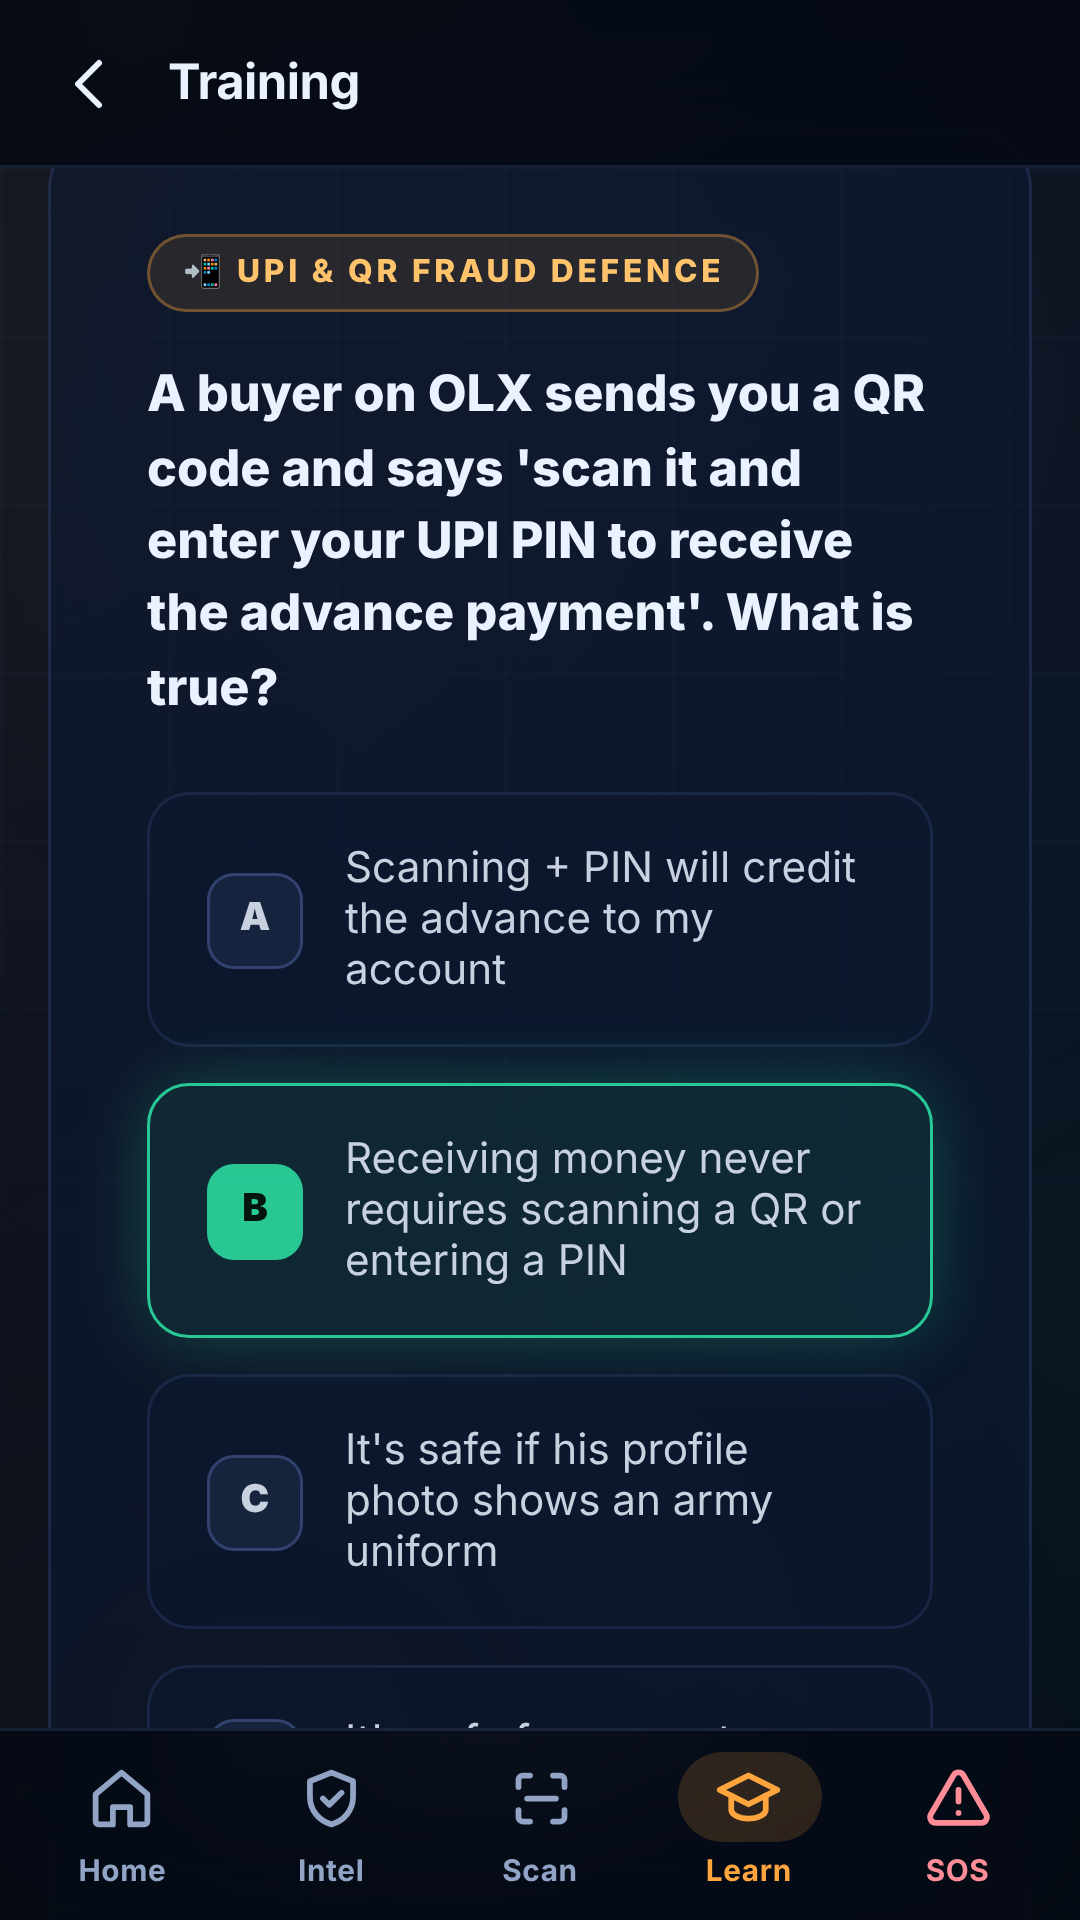 Training
UPI & QR FRAUD DEFENCE
A buyer on OLX sends you a QR
code and says 'scan it and
enter your UPI PIN to receive
the advance payment'. What is
true?
A
Scanning + PIN will credit
the advance to my
account
B
Receiving money never
requires scanning a QR or
entering a PIN
C
It's safe if his profile
photo shows an army
uniform
Home
Intel
Scan
Learn
SOS